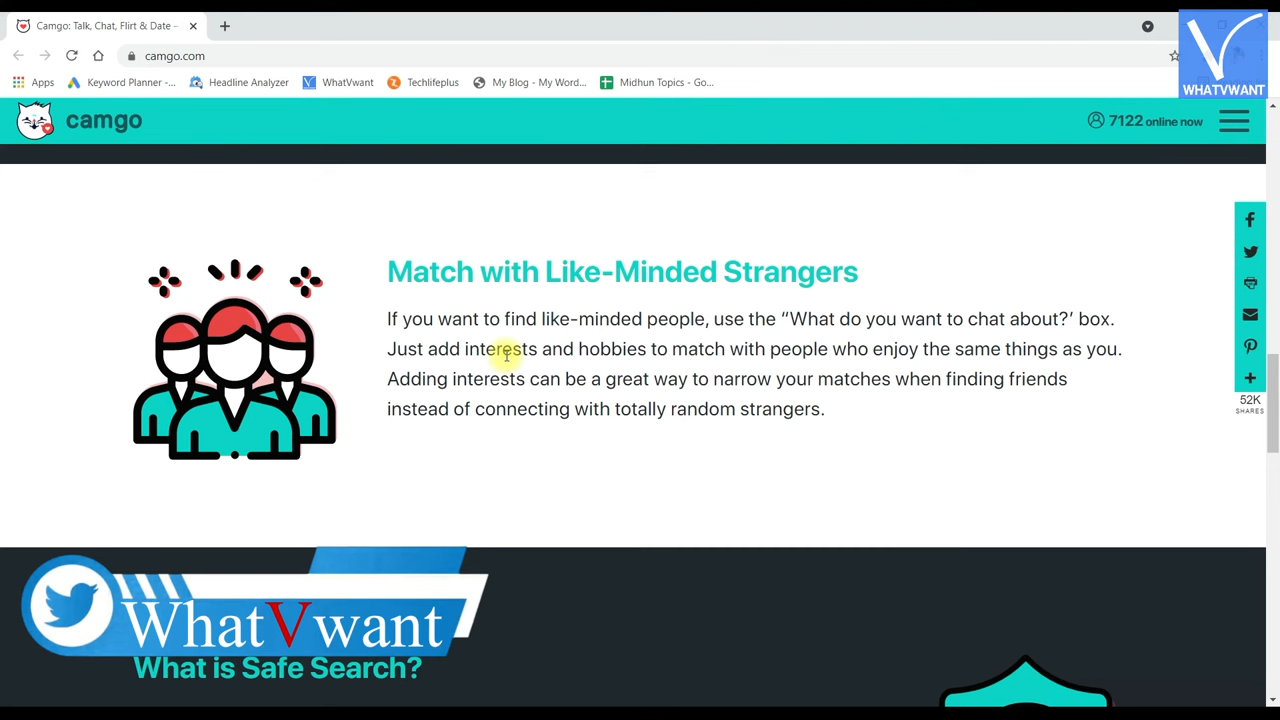 Camgo: Talk, Chat, Flirt & Date –
camgo.com
Apps
Keyword Planner -...
Headline Analyzer
WhatVwant
Techlifeplus
My Blog - My Word...
Midhun Topics - Go...
WHATVWANT
camgo
7122 online now
Match with Like-Minded Strangers
If you want to find like-minded people, use the “What do you want to chat about?’ box.
Just add interests and hobbies to match with people who enjoy the same things as you.
Adding interests can be a great way to narrow your matches when finding friends
instead of connecting with totally random strangers.
52K
SHARES
WhatVwant
What is Safe Search?